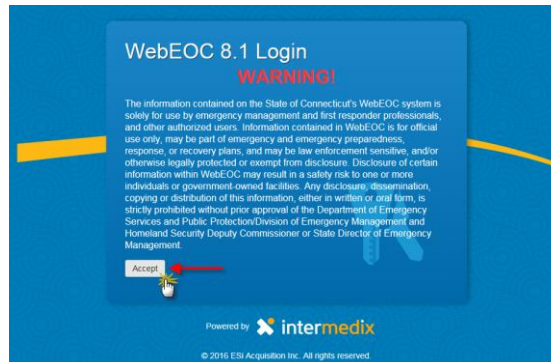 WebEOC 8.1 Login
WARNING!
The information contained on the State of Connecticut's WebEOC system is
solely for use by emergency management and first responder professionals,
and other authorized users. Information contained in WebEOC is for official
use only, may be part of emergency and emergency preparedness,
response, or recovery plans, and may be law enforcement sensitive, and/or
otherwise legally protected or exempt from disclosure. Disclosure of certain
information within WebEOC may result in a safety risk to one or more
individuals or government-owned facilities. Any disclosure, dissemination,
copying or distribution of this information, either in written or oral form, is
strictly prohibited without prior approval of the Department of Emergency
Services and Public Protection/Division of Emergency Management and
Homeland Security Deputy Commissioner or State Director of Emergency
Management.
Accept
Powered by intermedix
© 2016 ESi Acquisition Inc. All rights reserved.